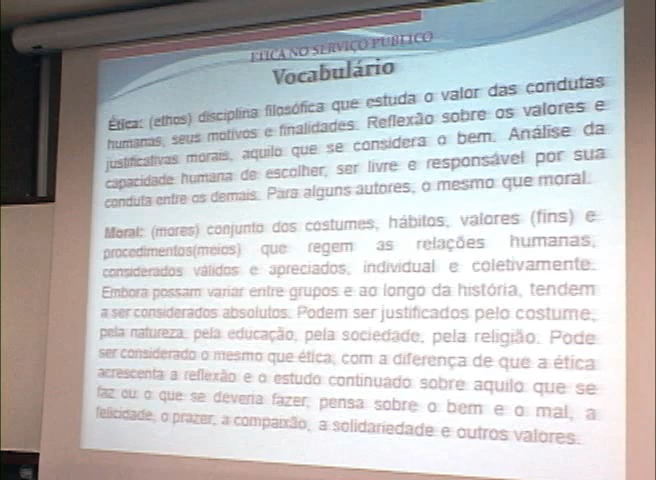 ÉTICA NO SERVIÇO PÚBLICO
Vocabulário
Ética: (ethos) disciplina filosófica que estuda o valor das condutas
humanas, seus motivos e finalidades. Reflexão sobre os valores e
justificativas morais, aquilo que se considera o bem. Análise da
capacidade humana de escolher, ser livre e responsável por sua
conduta entre os demais. Para alguns autores, o mesmo que moral.
Moral: (mores) conjunto dos costumes, hábitos, valores (fins) e
procedimentos(meios) que regem as relações humanas,
considerados válidos e apreciados, individual e coletivamente.
Embora possam variar entre grupos e ao longo da história, tendem
a ser considerados absolutos. Podem ser justificados pelo costume,
pela natureza, pela educação, pela sociedade, pela religião. Pode
ser considerado o mesmo que ética, com a diferença de que a ética
acrescenta a reflexão e o estudo continuado sobre aquilo que se
faz ou o que se deveria fazer, pensa sobre o bem e o mal, a
felicidade, o prazer, a compaixão, a solidariedade e outros valores.